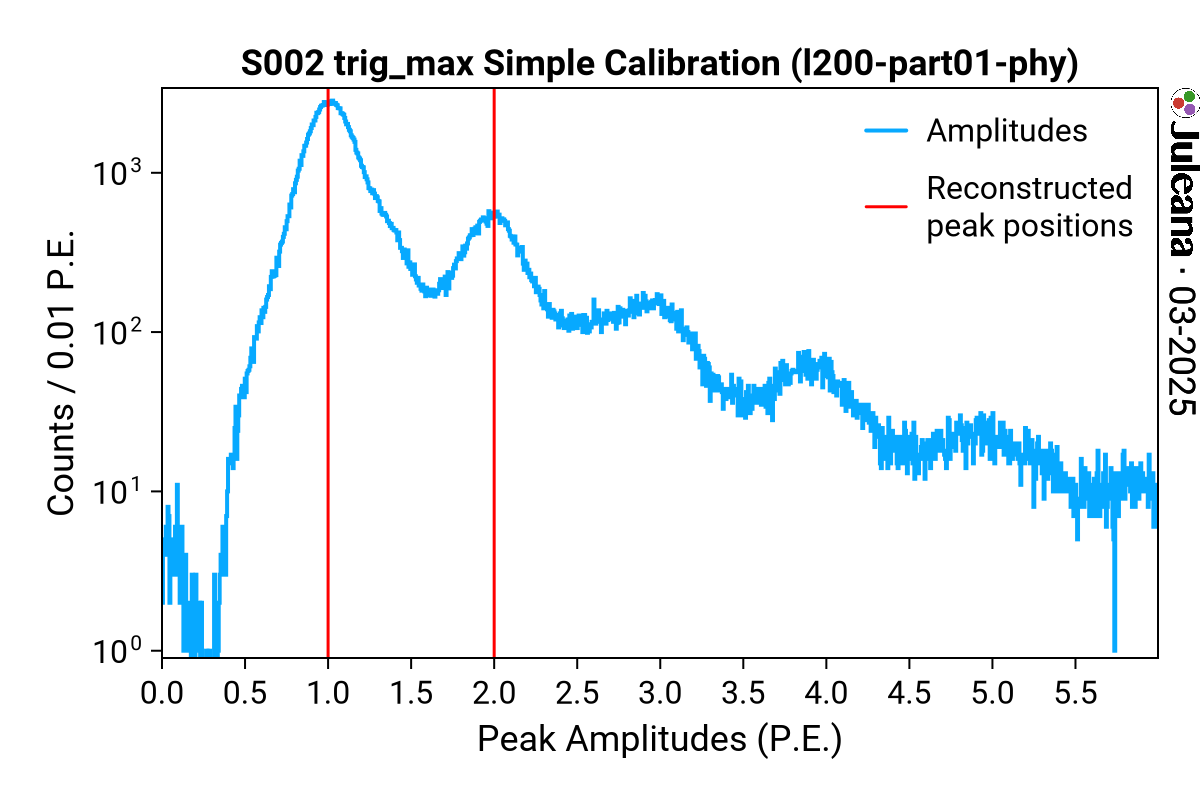 S002 trig_max Simple Calibration (l200-part01-phy)
Amplitudes
Reconstructed
peak positions
Counts / 0.01 P.E.
10³
10²
10¹
10⁰
0.0 0.5 1.0 1.5 2.0 2.5 3.0 3.5 4.0 4.5 5.0 5.5
Peak Amplitudes (P.E.)
Juleana · 03-2025